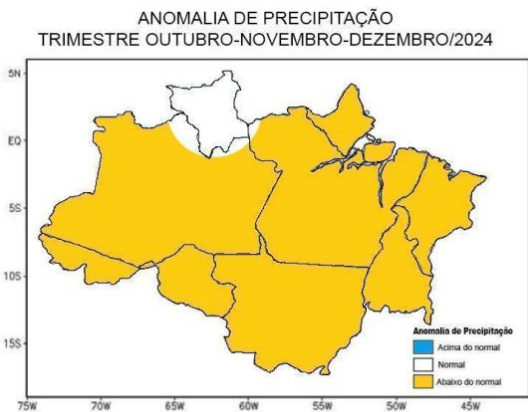 ANOMALIA DE PRECIPITAÇÃO
TRIMESTRE OUTUBRO-NOVEMBRO-DEZEMBRO/2024
5N
EQ
5S
10S
15S
75W
70W
65W
60W
55W
50W
45W
Anomalia de Precipitação
Acima do normal
Normal
Abaixo do normal